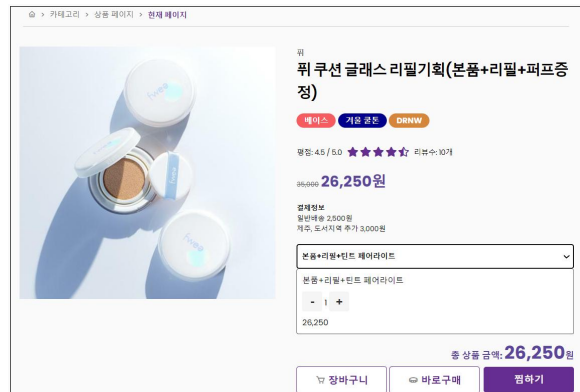 카테고리 > 상품 페이지 > 현재 페이지
퓌
퓌 쿠션 글래스 리필기획(본품+리필+퍼프증
정)
베이스 겨울 쿨톤 DRNW
평점: 4.5 / 5.0 리뷰수: 10개
35,000 26,250원
결제정보
일반배송 2,500원
제주, 도서지역 추가 3,000원
본품+리필+틴트 페어라이트
본품+리필+틴트 페어라이트
- 1 +
26,250
총 상품 금액: 26,250원
장바구니 바로구매 찜하기
fwee
fwee
fwee